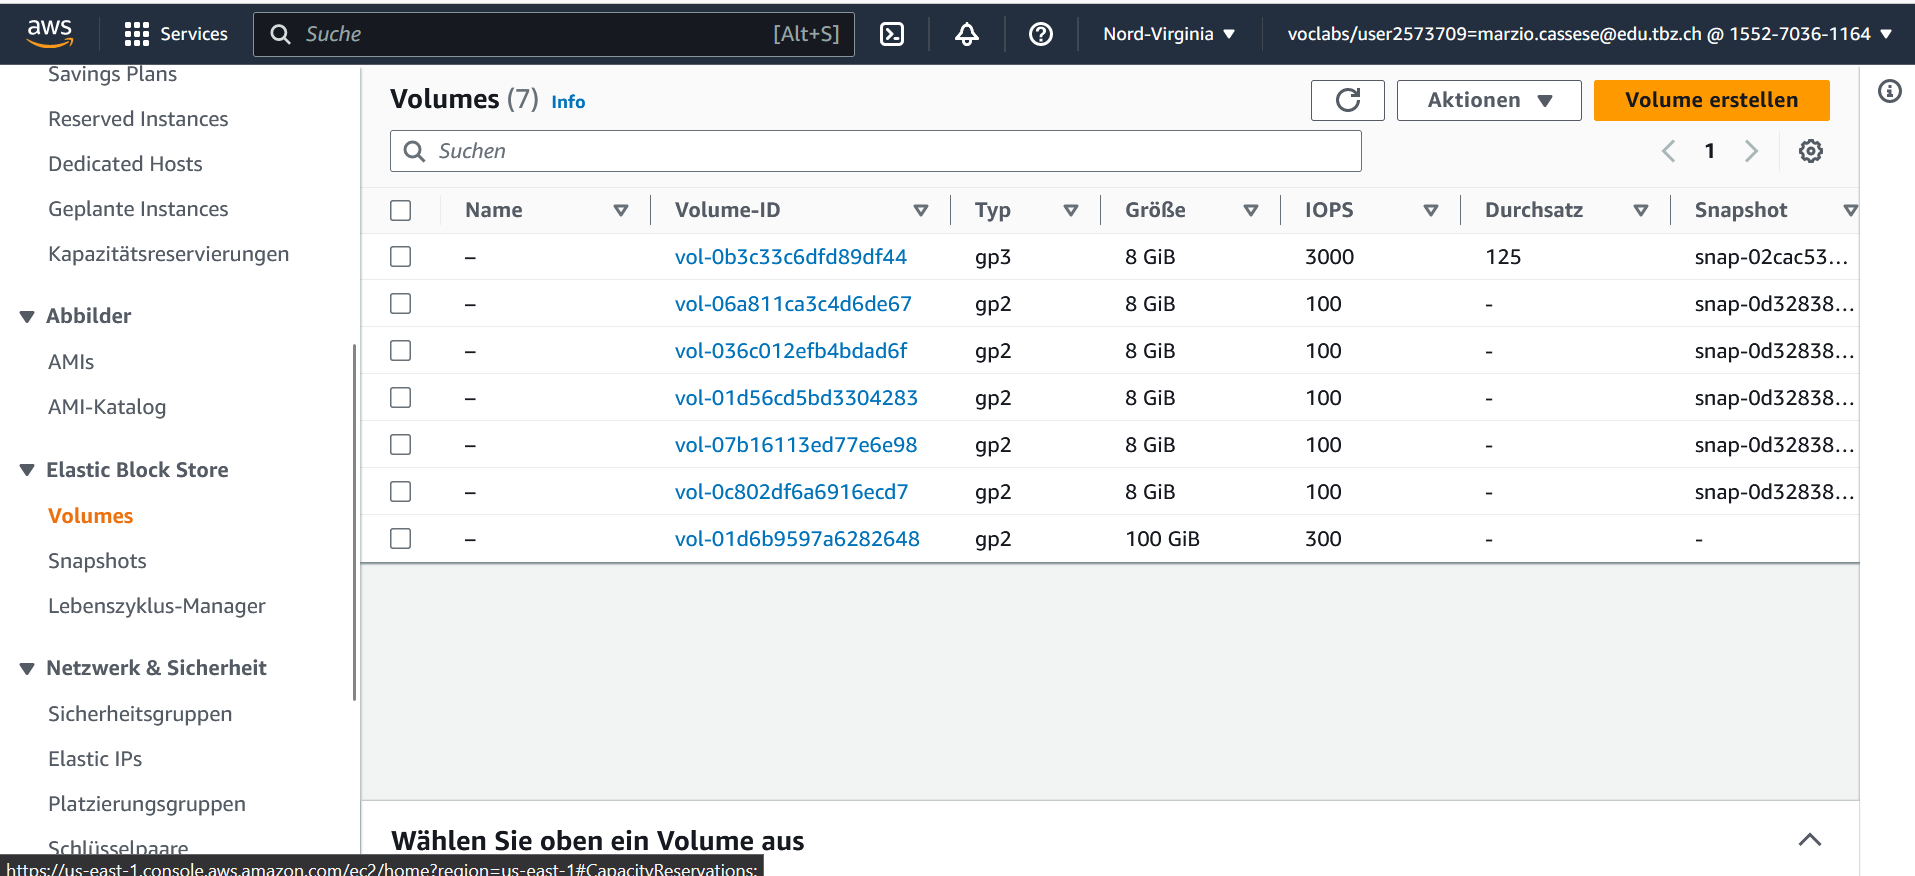 aws Services Suche [Alt+S] Nord-Virginia voclabs/user2573709=marzio.cassese@edu.tbz.ch @ 1552-7036-1164
Savings Plans
Reserved Instances
Dedicated Hosts
Geplante Instances
Kapazitätsreservierungen
Abbilder
AMIs
AMI-Katalog
Elastic Block Store
Volumes
Snapshots
Lebenszyklus-Manager
Netzwerk & Sicherheit
Sicherheitsgruppen
Elastic IPs
Platzierungsgruppen
Schlüsselpaare
https://us-east-1.console.aws.amazon.com/ec2/home?region=us-east-1#CapacityReservations:
Volumes (7) Info Aktionen Volume erstellen
Suchen 1
Name Volume-ID Typ Größe IOPS Durchsatz Snapshot
– vol-0b3c33c6dfd89df44 gp3 8 GiB 3000 125 snap-02cac53...
– vol-06a811ca3c4d6de67 gp2 8 GiB 100 - snap-0d32838...
– vol-036c012efb4bdad6f gp2 8 GiB 100 - snap-0d32838...
– vol-01d56cd5bd3304283 gp2 8 GiB 100 - snap-0d32838...
– vol-07b16113ed77e6e98 gp2 8 GiB 100 - snap-0d32838...
– vol-0c802df6a6916ecd7 gp2 8 GiB 100 - snap-0d32838...
– vol-01d6b9597a6282648 gp2 100 GiB 300 - -
Wählen Sie oben ein Volume aus